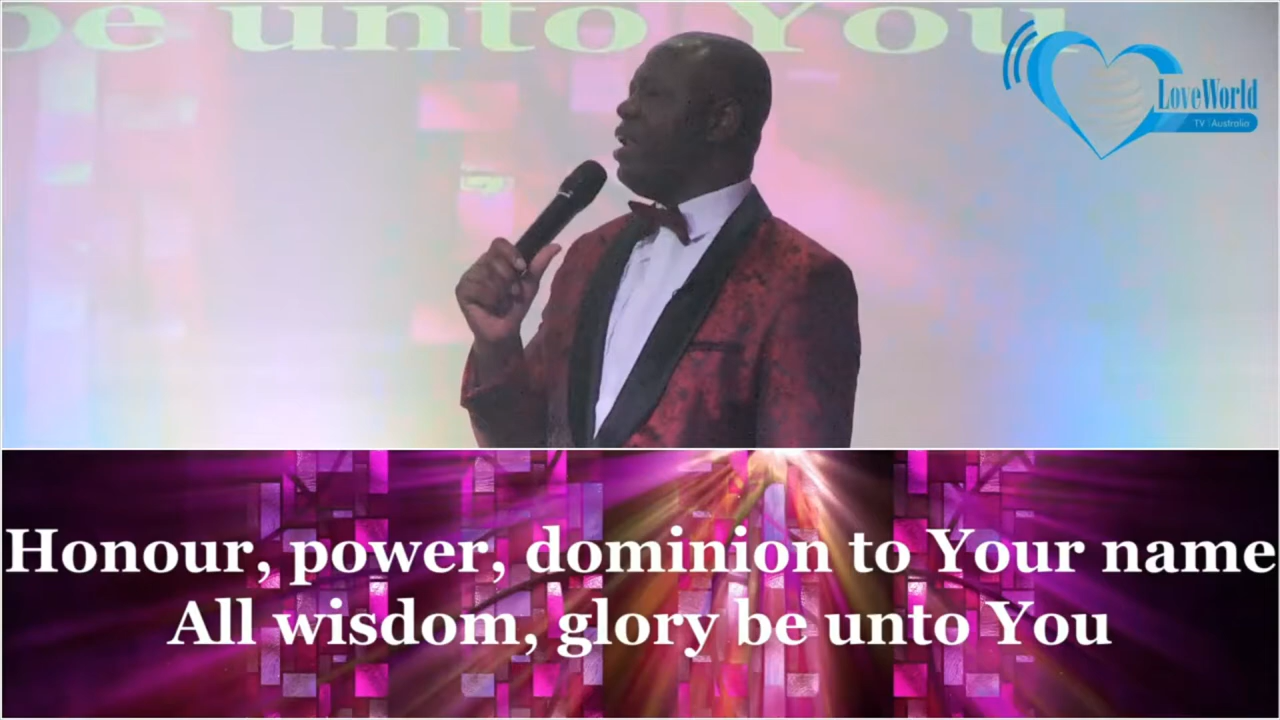 be unto You
LoveWorld
TV | Australia
Honour, power, dominion to Your name
All wisdom, glory be unto You